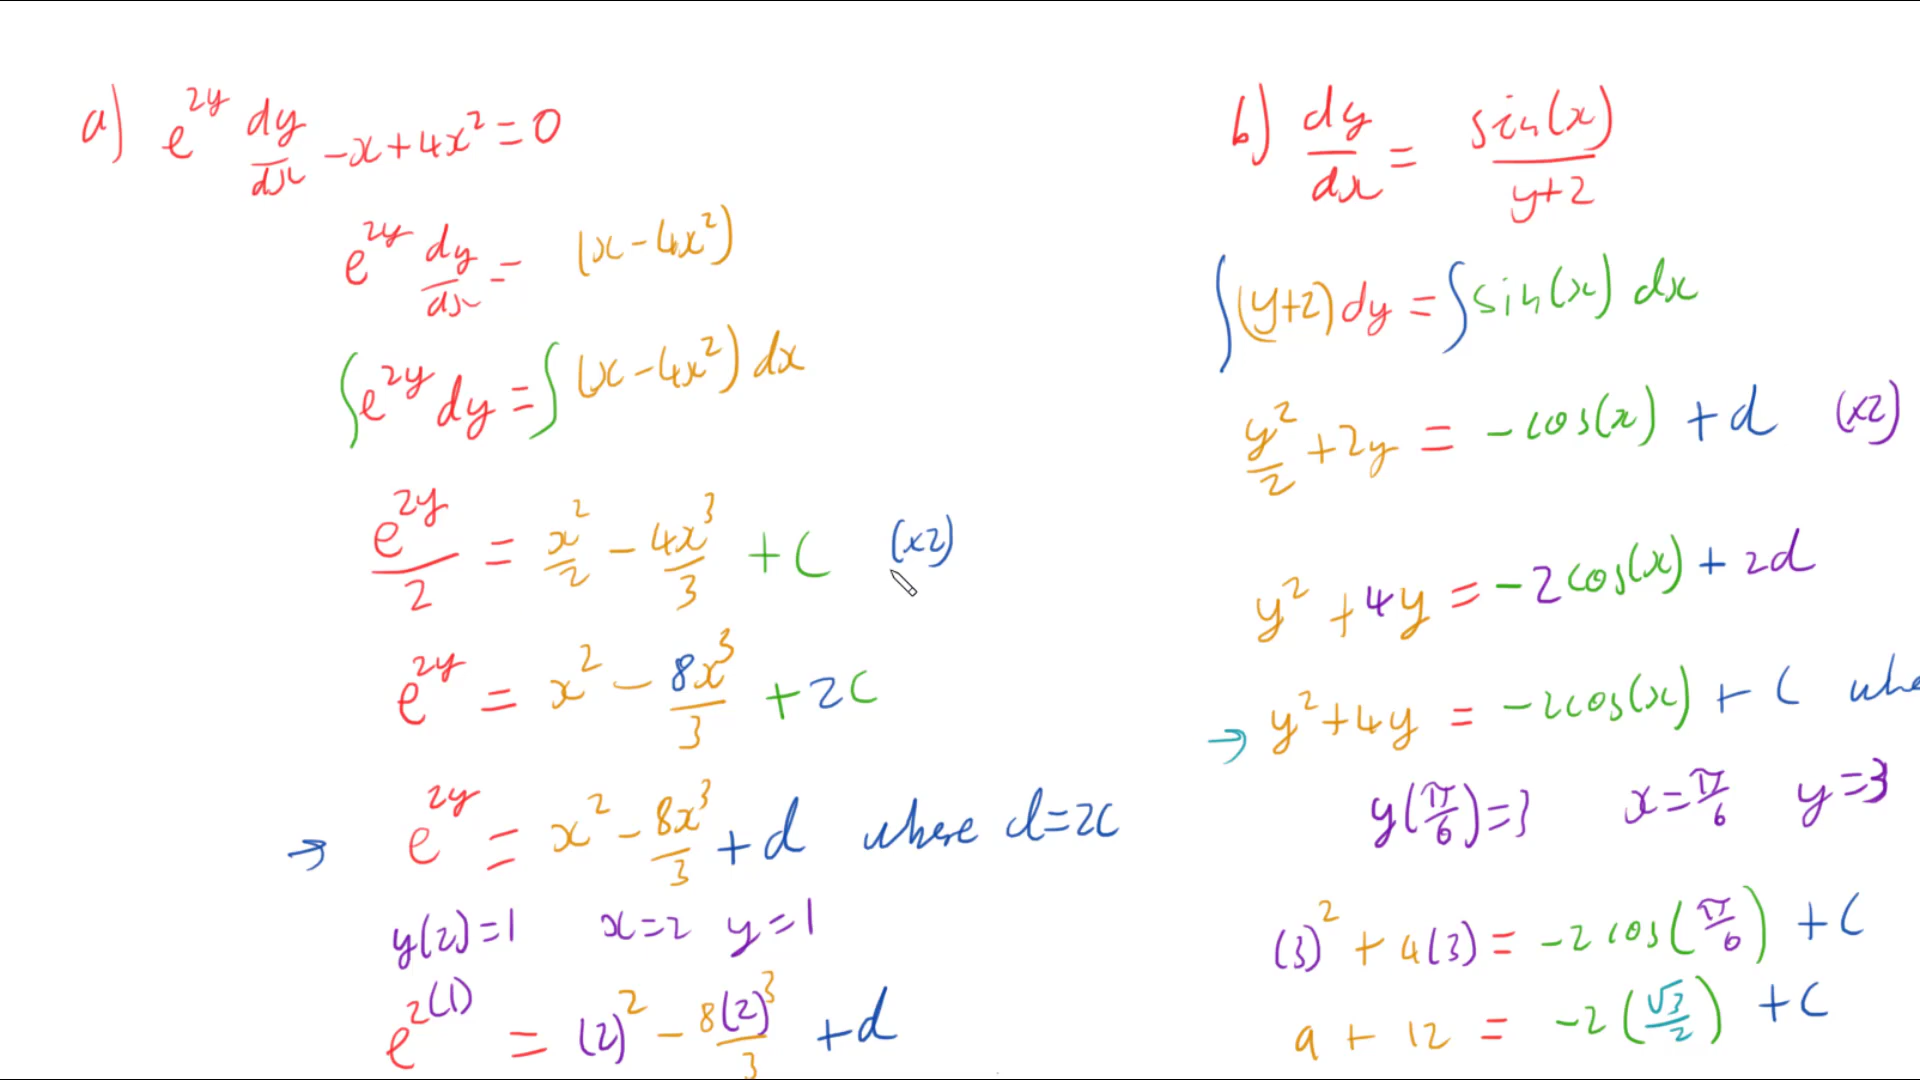 a) e^{2y} dy/dx - x + 4x² = 0
e^{2y} dy/dx = (x - 4x²)
∫e^{2y} dy = ∫(x - 4x²) dx
e^{2y}/2 = x²/2 - 4x³/3 + C (x2)
e^{2y} = x² - 8x³/3 + 2C
→ e^{2y} = x² - 8x³/3 + d where d=2C
y(2)=1 x=2 y=1
e^{2(1)} = (2)² - 8(2)³/3 + d
b) dy/dx = sin(x)/y+2
∫(y+2)dy = ∫sin(x) dx
y²/2 + 2y = -cos(x) + d (x2)
y² + 4y = -2cos(x) + 2d
→ y² + 4y = -2cos(x) + C whe
y(π/6)=3 x=π/6 y=3
(3)² + 4(3) = -2cos(π/6) + C
9 + 12 = -2(√3/2) + C